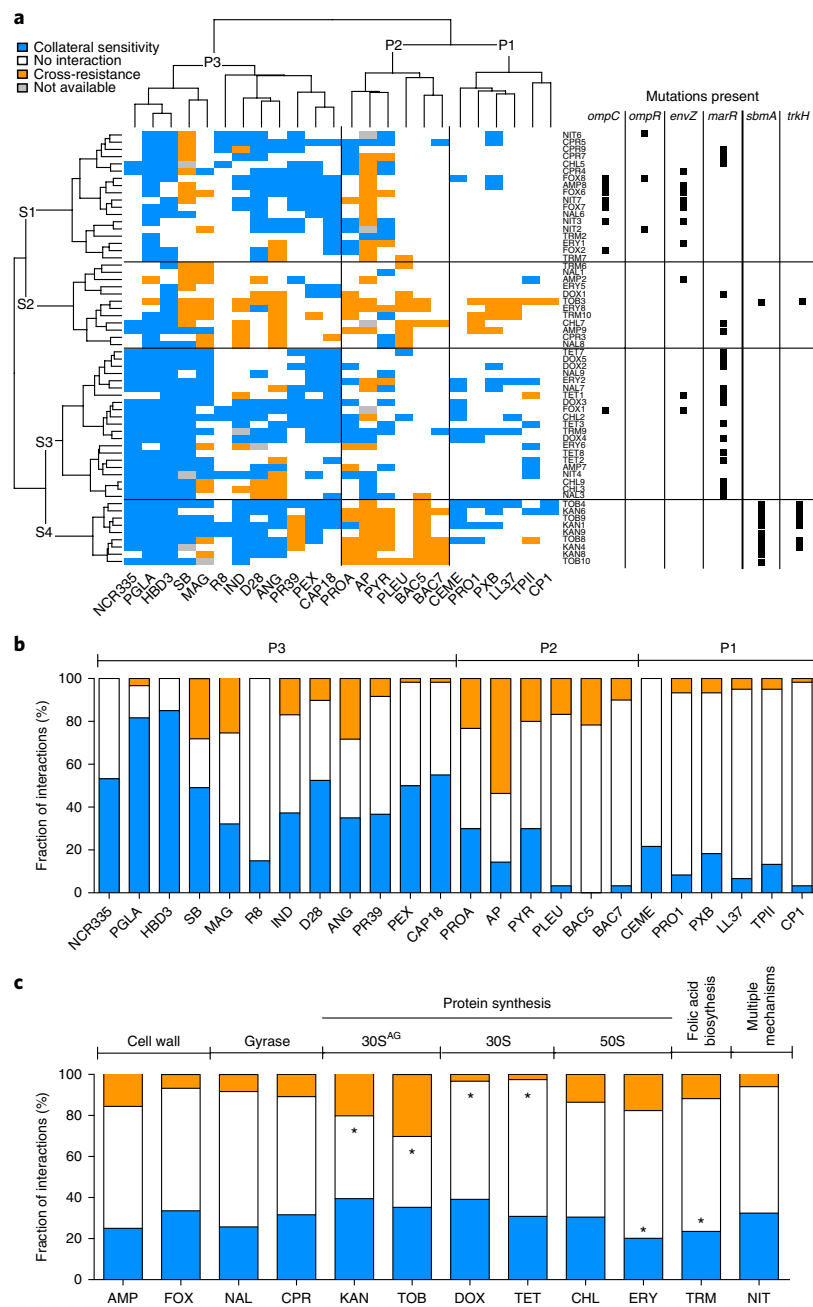 a
Collateral sensitivity
No interaction
Cross-resistance
Not available
P3
P2
P1
Mutations present
ompC ompR envZ marR sbmA trkH
S1
S2
S3
S4
NIT6
CPR5
CPR9
CPR7
CHL5
CPR4
FOX8
AMP8
FOX6
NIT7
FOX7
NAL6
NIT3
NIT2
TRM2
ERY1
FOX2
TRM7
TRM6
NAL1
AMP2
ERY5
DOX1
TOB3
ERY8
TRM10
CHL7
AMP9
CPR3
NAL8
TET7
DOX5
DOX2
NAL9
ERY2
NAL7
TET1
DOX3
FOX1
CHL2
TET3
TRM9
DOX4
ERY6
TET8
TET2
AMP7
NIT4
CHL9
CHL3
NAL3
TOB4
KAN6
TOB9
KAN1
KAN9
TOB8
KAN4
KAN8
TOB10
NCR335 PGLA HBD3 SB MAG R8 IND D28 ANG PR39 PEX CAP18 PROA AP PYR PLEU BAC5 BAC7 CEME PRO1 PXB LL37 TPII CP1
b
P3 P2 P1
Fraction of interactions (%)
100
80
60
40
20
0
NCR335 PGLA HBD3 SB MAG R8 IND D28 ANG PR39 PEX CAP18 PROA AP PYR PLEU BAC5 BAC7 CEME PRO1 PXB LL37 TPII CP1
c
Protein synthesis
Folic acid
biosythesis
Multiple
mechanisms
Cell wall Gyrase 30SAG 30S 50S
Fraction of interactions (%)
100
80
60
40
20
0
* * * * * *
AMP FOX NAL CPR KAN TOB DOX TET CHL ERY TRM NIT